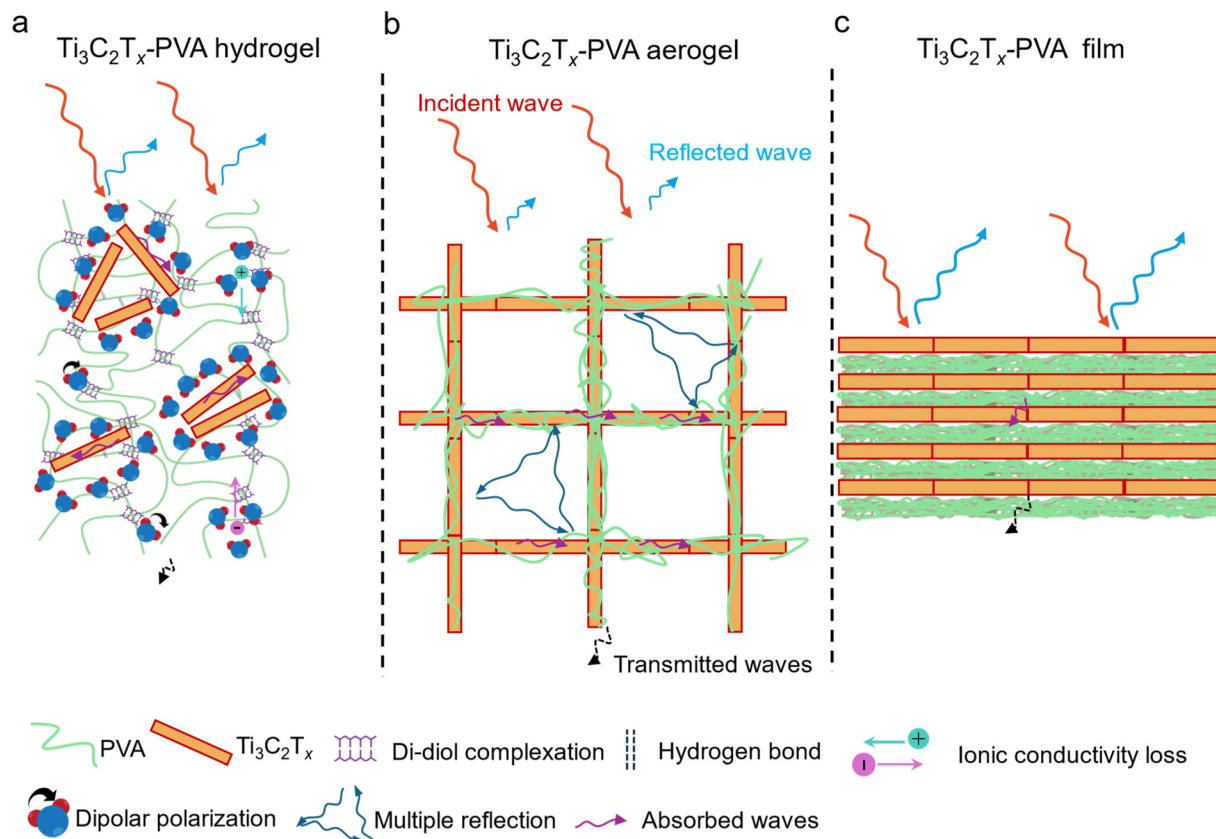 a
Ti₃C₂Tₓ-PVA hydrogel
b
Ti₃C₂Tₓ-PVA aerogel
c
Ti₃C₂Tₓ-PVA film
Incident wave
Reflected wave
+
−
Transmitted waves
PVA
Ti₃C₂Tₓ
Di-diol complexation
Hydrogen bond
+
−
Ionic conductivity loss
Dipolar polarization
Multiple reflection
Absorbed waves